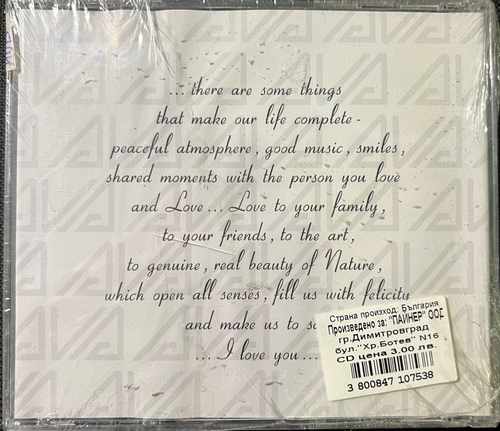 ... there are some things
that make our life complete -
peaceful atmosphere, good music, smiles,
shared moments with the person you love
and Love ... Love to your family,
to your friends, to the art,
to genuine, real beauty of Nature,
which open all senses, fill us with felicity
and make us to
.... I love you ...
Страна произход: България
Произведено за: "ПАЙНЕР" ООД
гр.Димитровград
бул."Хр.Ботев" N16
CD цена 3.00 лв.
3 800847 107538